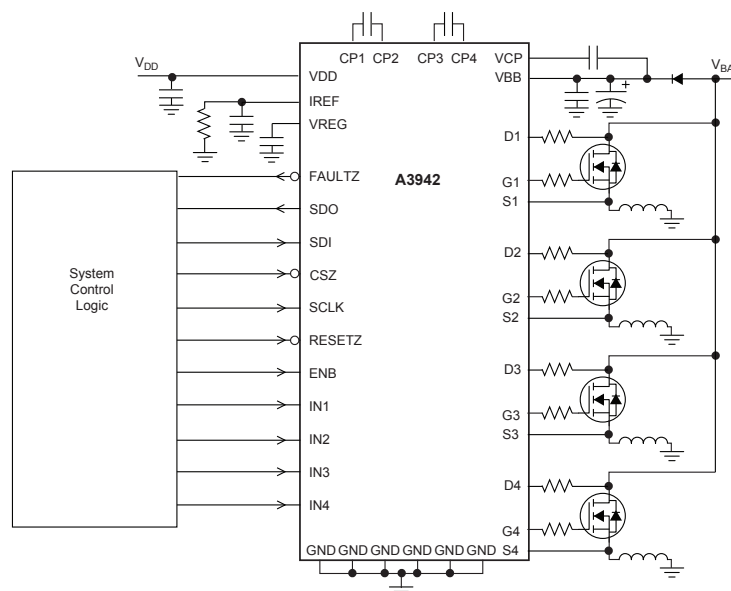 CP1 CP2 CP3 CP4 VCP
V_DD
VDD VBB V_BA
IREF
VREG
D1
FAULTZ A3942 G1
SDO S1
SDI
System
Control
Logic
CSZ D2
SCLK G2
S2
RESETZ
ENB D3
IN1 G3
S3
IN2
IN3 D4
IN4 G4
GND GND GND GND GND GND S4